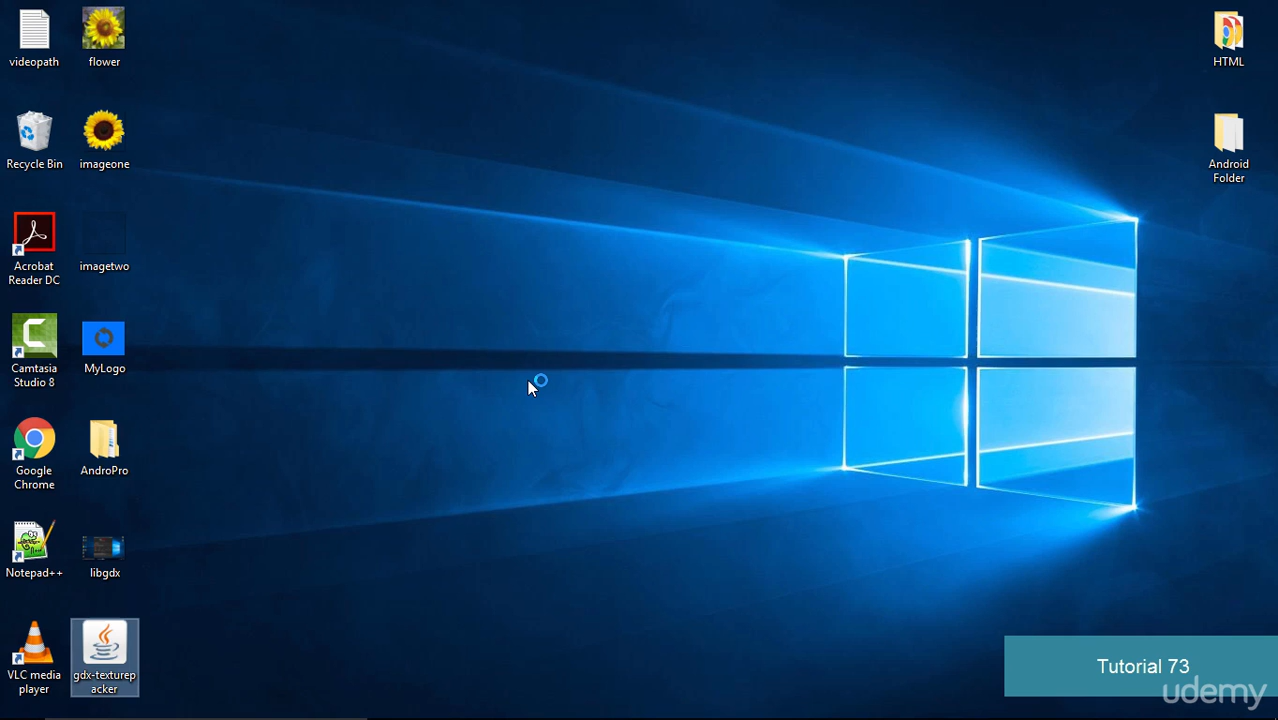 videopath
flower
HTML
Recycle Bin
imageone
Android
Folder
Acrobat
Reader DC
imagetwo
Camtasia
Studio 8
MyLogo
Google
Chrome
AndroPro
Notepad++
libgdx
VLC media
player
gdx-texturep
acker
Tutorial 73
udemy